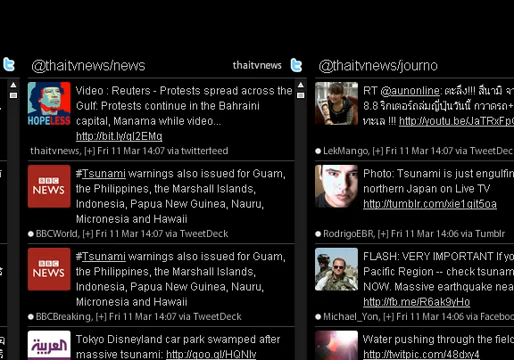 @thaitvnews/news
thaitvnews
@thaitvnews/journo
HOPELESS
Video : Reuters - Protests spread across the
Gulf: Protests continue in the Bahraini
capital, Manama while video...
http://bit.ly/gI2EMq
thaitvnews, [+] Fri 11 Mar 14:07 via twitterfeed
BBC
NEWS
#Tsunami warnings also issued for Guam,
the Philippines, the Marshall Islands,
Indonesia, Papua New Guinea, Nauru,
Micronesia and Hawaii
BBCWorld, [+] Fri 11 Mar 14:07 via TweetDeck
BBC
NEWS
#Tsunami warnings also issued for Guam,
the Philippines, the Marshall Islands,
Indonesia, Papua New Guinea, Nauru,
Micronesia and Hawaii
BBCBreaking, [+] Fri 11 Mar 14:07 via TweetDeck
العربية
Tokyo Disneyland car park swamped after
massive tsunami: http://goo.gl/HQNlv
RT @aunonline: ตะลึง!!! สึนามิ
8.8 ริกเตอร์ถล่มญี่ปุ่นวันนี้ กวาดรถ
ทะเล !!! http://youtu.be/JaTRxFp
LekMango, [+] Fri 11 Mar 14:07 via TweetDec
Photo: Tsunami is just engulfin
northern Japan on Live TV
http://tumblr.com/xie1qit5oa
RodrigoEBR, [+] Fri 11 Mar 14:06 via Tumblr
FLASH: VERY IMPORTANT If yo
Pacific Region -- check tsunam
NOW. Massive earthquake nea
http://fb.me/R6ak9yHo
Michael_Yon, [+] Fri 11 Mar 14:06 via Facebo
Water pushing through the field
http://twitpic.com/48dxy4